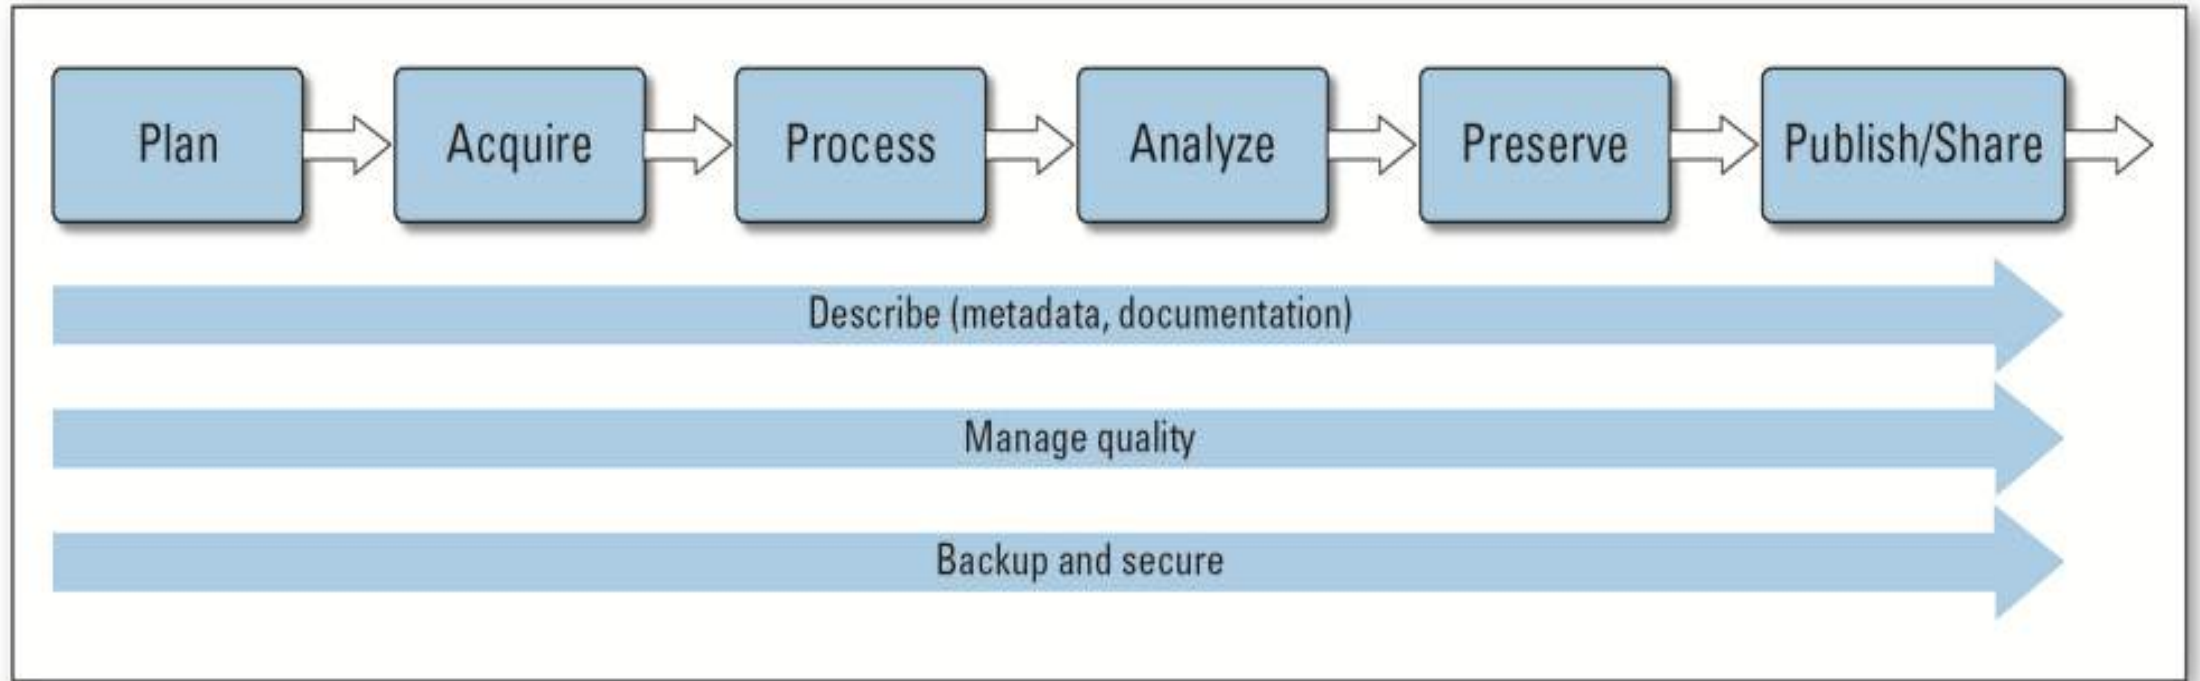 Plan
Acquire
Process
Analyze
Preserve
Publish/Share
Describe (metadata, documentation)
Manage quality
Backup and secure